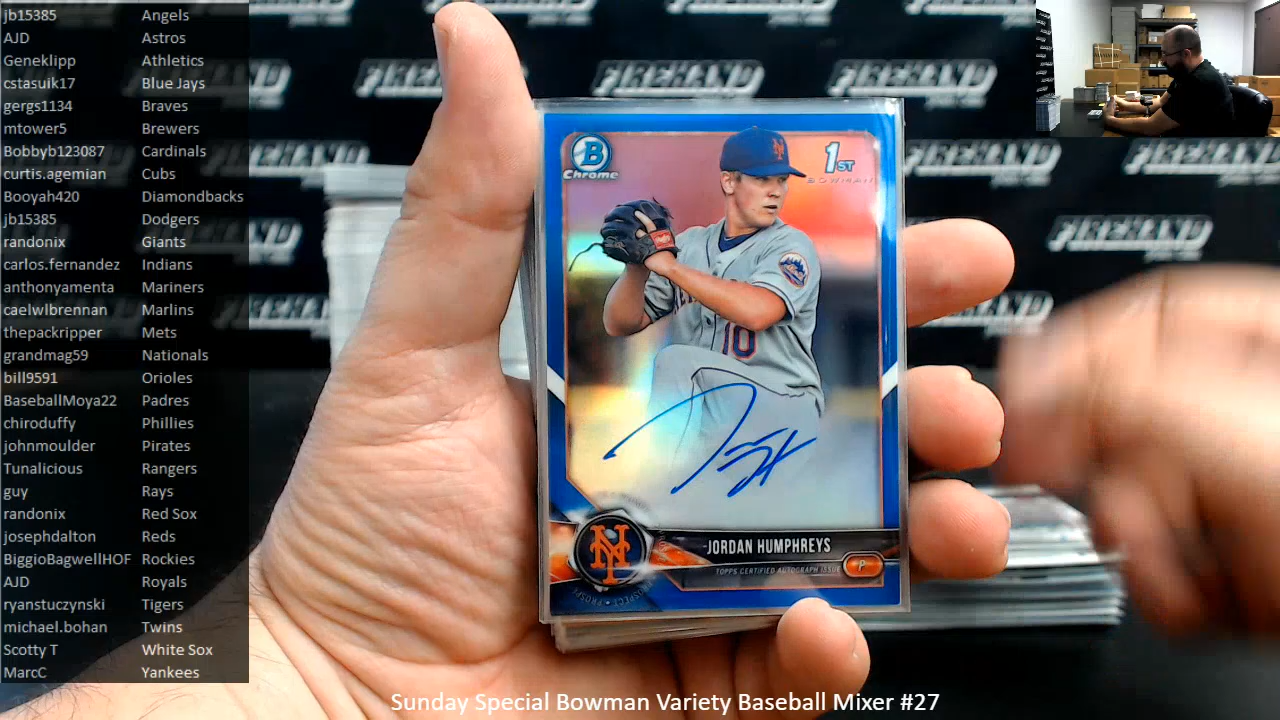 jb15385 Angels
AJD Astros
Geneklipp Athletics
cstasuik17 Blue Jays
gergs1134 Braves
mtower5 Brewers
Bobbyb123087 Cardinals
curtis.agemian Cubs
Booyah420 Diamondbacks
jb15385 Dodgers
randonix Giants
carlos.fernandez Indians
anthonyamenta Mariners
caelwlbrennan Marlins
thepackripper Mets
grandmag59 Nationals
bill9591 Orioles
BaseballMoya22 Padres
chiroduffy Phillies
johnmoulder Pirates
Tunalicious Rangers
guy Rays
randonix Red Sox
josephdalton Reds
BiggioBagwellHOF Rockies
AJD Royals
ryanstuczynski Tigers
michael.bohan Twins
Scotty T White Sox
MarcC Yankees
FIREHAND
B
Chrome
1ST
BOWMAN
10
NY
JORDAN HUMPHREYS
TOPPS CERTIFIED AUTOGRAPH ISSUE
P
Sunday Special Bowman Variety Baseball Mixer #27